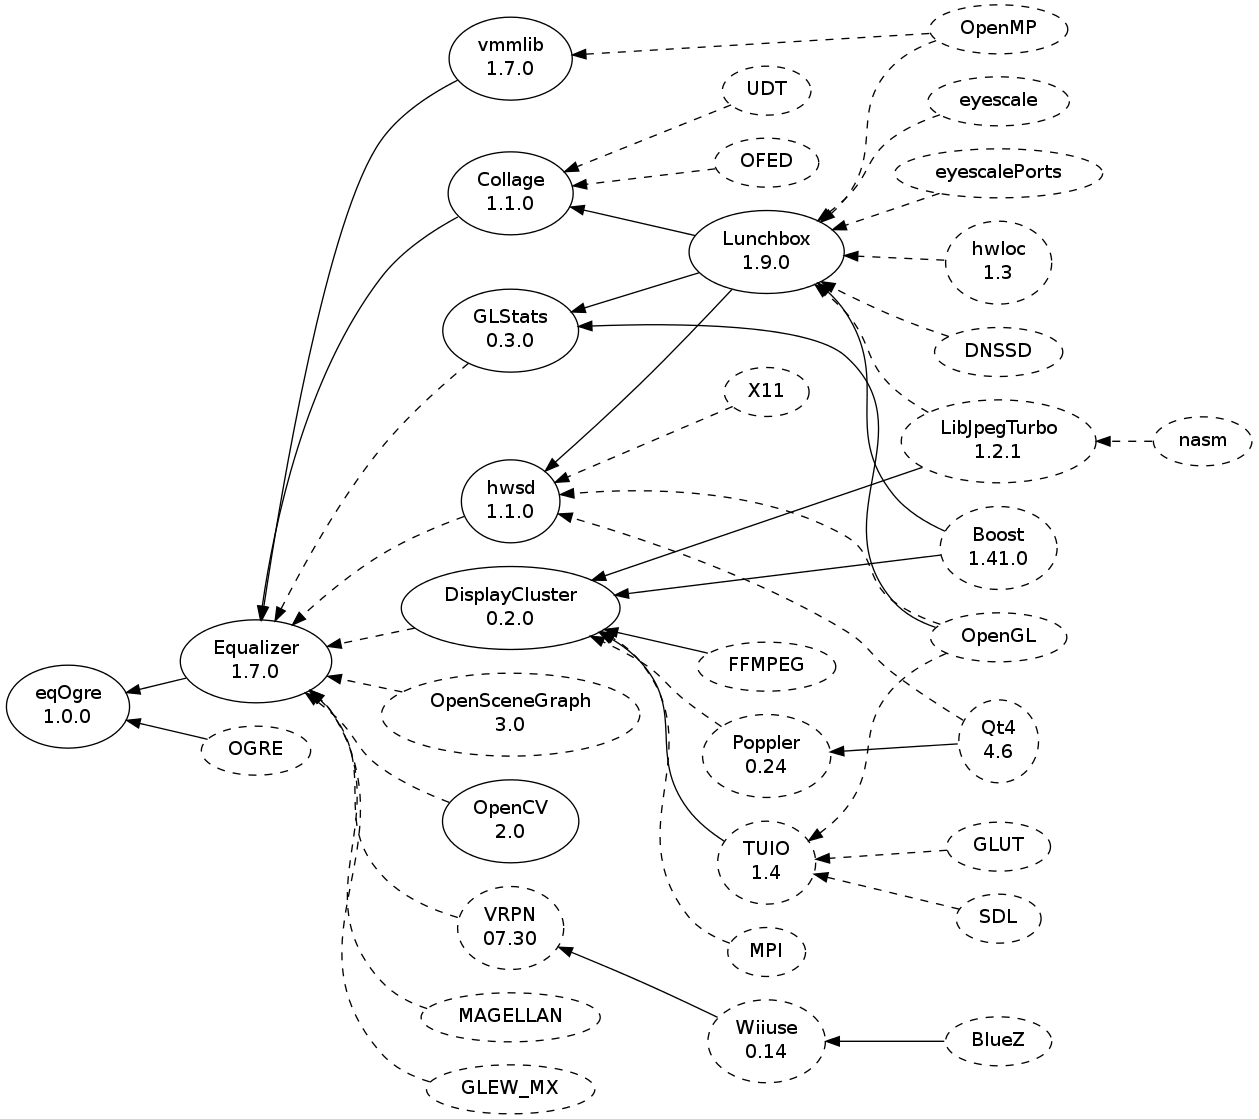 OpenMP
vmmlib
1.7.0
UDT
eyescale
OFED
eyescalePorts
Collage
1.1.0
Lunchbox
1.9.0
hwloc
1.3
GLStats
0.3.0
DNSSD
X11
LibJpegTurbo
1.2.1
nasm
hwsd
1.1.0
Boost
1.41.0
DisplayCluster
0.2.0
OpenGL
Equalizer
1.7.0
FFMPEG
eqOgre
1.0.0
OpenSceneGraph
3.0
Qt4
4.6
OGRE
Poppler
0.24
OpenCV
2.0
TUIO
1.4
GLUT
SDL
VRPN
07.30
MPI
MAGELLAN
Wiiuse
0.14
BlueZ
GLEW_MX